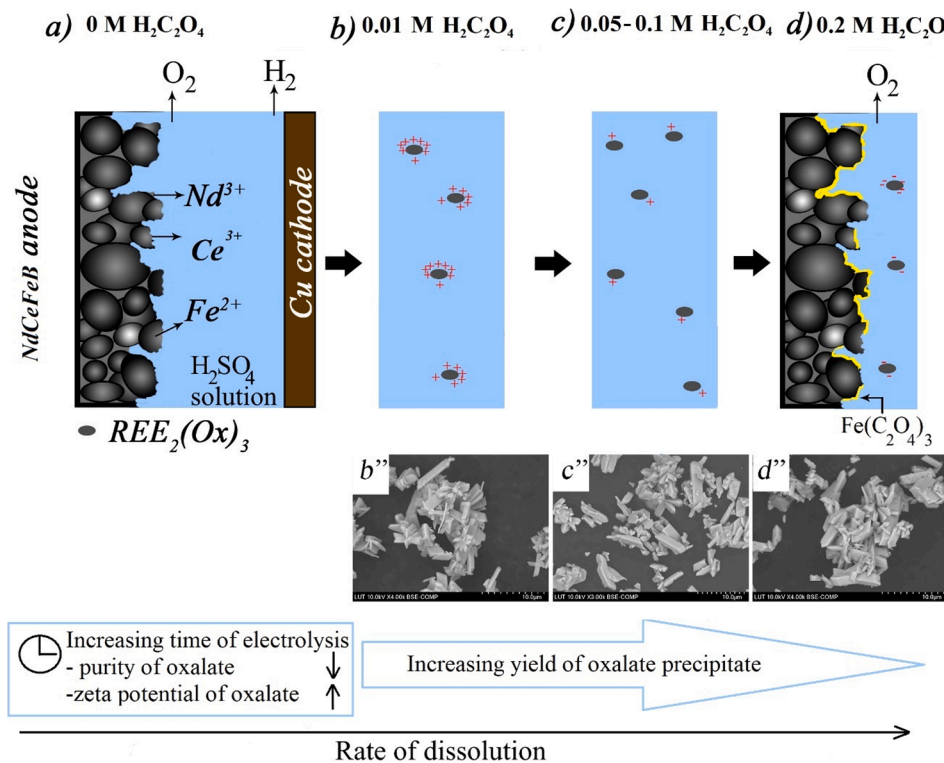 a) 0 M H₂C₂O₄
b) 0.01 M H₂C₂O₄
c) 0.05-0.1 M H₂C₂O₄
d) 0.2 M H₂C₂O
O₂
H₂
O₂
NdCeFeB anode
Nd³⁺
Ce³⁺
Fe²⁺
H₂SO₄
solution
Cu cathode
REE₂(Ox)₃
Fe(C₂O₄)₃
b”
c”
d”
LUT 10.0kV X4.00k BSE-COMP 10.0μm
LUT 10.0kV X4.00k BSE-COMP 10.0μm
LUT 10.0kV X4.00k BSE-COMP 10.0μm
Increasing time of electrolysis
- purity of oxalate ↓
-zeta potential of oxalate ↑
Increasing yield of oxalate precipitate
Rate of dissolution